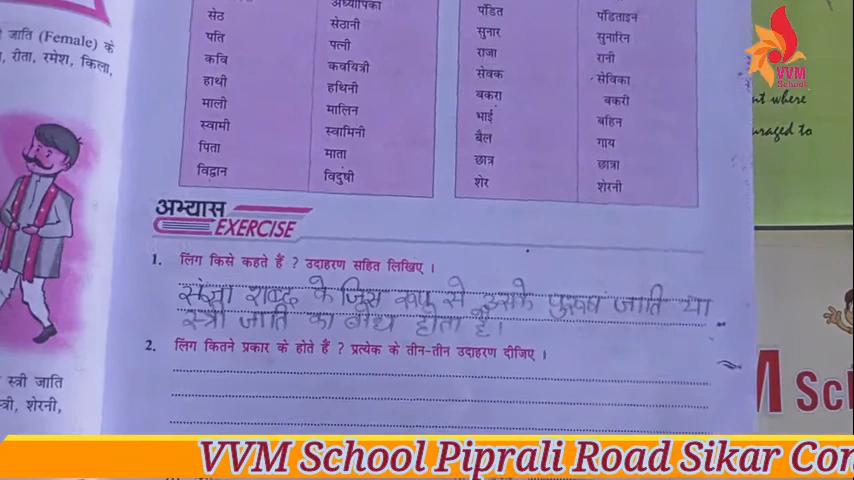 जाति (Female) के
रीता, रमेश, किला,
अध्यापिका
सेठ सेठानी
पति पत्नी
कवि कवयित्री
हाथी हथिनी
माली मालिन
स्वामी स्वामिनी
पिता माता
विद्वान विदुषी
पंडित पंडिताइन
सुनार सुनारिन
राजा रानी
सेवक सेविका
बकरा बकरी
भाई बहिन
बैल गाय
छात्र छात्रा
शेर शेरनी
VVM
School
nt where
uraged to
अभ्यास
EXERCISE
1. लिंग किसे कहते हैं ? उदाहरण सहित लिखिए ।
संज्ञा शब्द के जिस रूप से उसके पुरूष जाति या
स्त्री जाति का बोध होता है।
2. लिंग कितने प्रकार के होते हैं ? प्रत्येक के तीन-तीन उदाहरण दीजिए ।
स्त्री जाति
शेरनी,
M Sch
VVM School Piprali Road Sikar Con